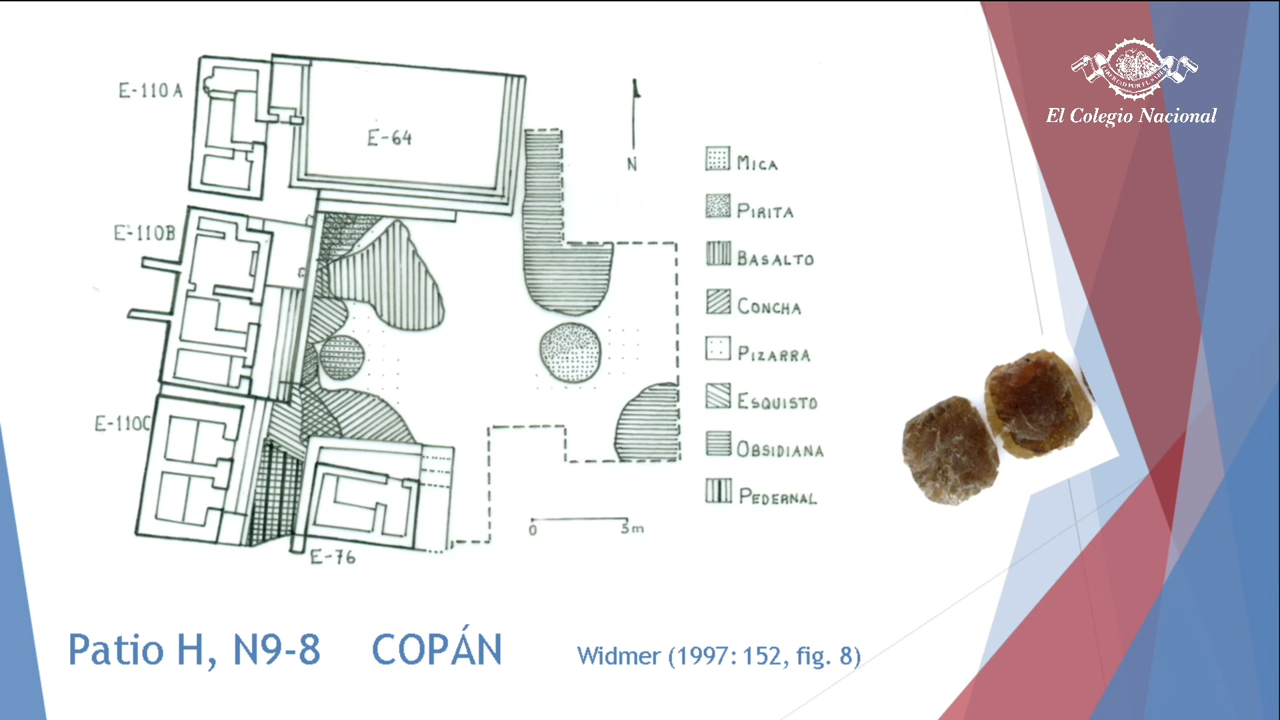 E-110A
E-64
N
E-110B
E-110C
E-76
0 5m
MICA
PIRITA
BASALTO
CONCHA
PIZARRA
ESQUISTO
OBSIDIANA
PEDERNAL
El Colegio Nacional
Patio H, N9-8 COPÁN Widmer (1997: 152, fig. 8)